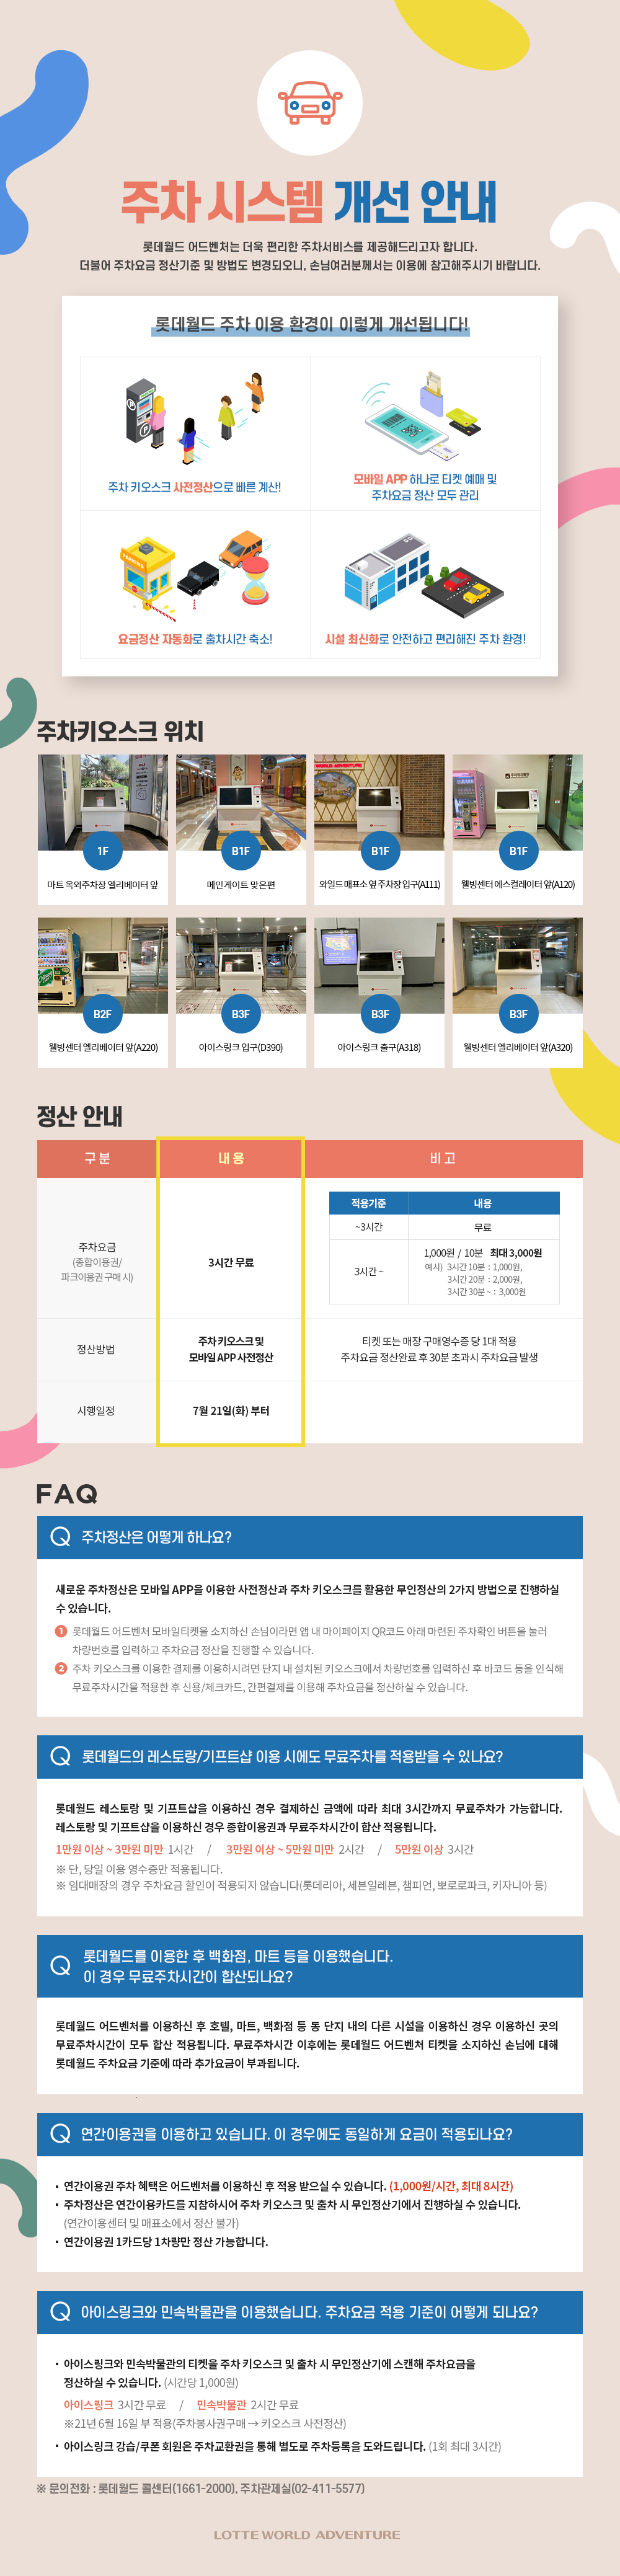 주차 시스템 개선 안내
롯데월드 어드벤처는 더욱 편리한 주차서비스를 제공해드리고자 합니다.
더불어 주차요금 정산기준 및 방법도 변경되오니, 손님여러분께서는 이용에 참고해주시기 바랍니다.
롯데월드 주차 이용 환경이 이렇게 개선됩니다!
주차 키오스크 사전정산으로 빠른 계산!
모바일 APP 하나로 티켓 예매 및
주차요금 정산 모두 관리
요금정산 자동화로 출차시간 축소!
시설 최신화로 안전하고 편리해진 주차 환경!
주차키오스크 위치
1F
마트 옥외주차장 엘리베이터 앞
B1F
메인게이트 맞은편
B1F
와일드 매표소 옆 주차장 입구(A111)
B1F
웰빙센터 에스컬레이터 앞(A120)
B2F
웰빙센터 엘리베이터 앞(A220)
B3F
아이스링크 입구(D390)
B3F
아이스링크 출구(A318)
B3F
웰빙센터 엘리베이터 앞(A320)
정산 안내
구 분
내 용
비 고
주차요금
(종합이용권/
파크이용권 구매 시)
3시간 무료
적용기준
내용
~3시간
무료
3시간 ~
1,000원 / 10분 최대 3,000원
예시) 3시간 10분 : 1,000원,
3시간 20분 : 2,000원,
3시간 30분 ~ : 3,000원
정산방법
주차 키오스크 및
모바일 APP 사전정산
티켓 또는 매장 구매영수증 당 1대 적용
주차요금 정산완료 후 30분 초과시 주차요금 발생
시행일정
7월 21일(화) 부터
FAQ
Q 주차정산은 어떻게 하나요?
새로운 주차정산은 모바일 APP을 이용한 사전정산과 주차 키오스크를 활용한 무인정산의 2가지 방법으로 진행하실
수 있습니다.
1 롯데월드 어드벤처 모바일티켓을 소지하신 손님이라면 앱 내 마이페이지 QR코드 아래 마련된 주차확인 버튼을 눌러
차량번호를 입력하고 주차요금 정산을 진행할 수 있습니다.
2 주차 키오스크를 이용한 결제를 이용하시려면 단지 내 설치된 키오스크에서 차량번호를 입력하신 후 바코드 등을 인식해
무료주차시간을 적용한 후 신용/체크카드, 간편결제를 이용해 주차요금을 정산하실 수 있습니다.
Q 롯데월드의 레스토랑/기프트샵 이용 시에도 무료주차를 적용받을 수 있나요?
롯데월드 레스토랑 및 기프트샵을 이용하신 경우 결제하신 금액에 따라 최대 3시간까지 무료주차가 가능합니다.
레스토랑 및 기프트샵을 이용하신 경우 종합이용권과 무료주차시간이 합산 적용됩니다.
1만원 이상 ~ 3만원 미만 1시간 / 3만원 이상 ~ 5만원 미만 2시간 / 5만원 이상 3시간
※ 단, 당일 이용 영수증만 적용됩니다.
※ 임대매장의 경우 주차요금 할인이 적용되지 않습니다(롯데리아, 세븐일레븐, 챔피언, 뽀로로파크, 키자니아 등)
Q 롯데월드를 이용한 후 백화점, 마트 등을 이용했습니다.
이 경우 무료주차시간이 합산되나요?
롯데월드 어드벤처를 이용하신 후 호텔, 마트, 백화점 등 동 단지 내의 다른 시설을 이용하신 경우 이용하신 곳의
무료주차시간이 모두 합산 적용됩니다. 무료주차시간 이후에는 롯데월드 어드벤처 티켓을 소지하신 손님에 대해
롯데월드 주차요금 기준에 따라 추가요금이 부과됩니다.
Q 연간이용권을 이용하고 있습니다. 이 경우에도 동일하게 요금이 적용되나요?
• 연간이용권 주차 혜택은 어드벤처를 이용하신 후 적용 받으실 수 있습니다. (1,000원/시간, 최대 8시간)
• 주차정산은 연간이용카드를 지참하시어 주차 키오스크 및 출차 시 무인정산기에서 진행하실 수 있습니다.
(연간이용센터 및 매표소에서 정산 불가)
• 연간이용권 1카드당 1차량만 정산 가능합니다.
Q 아이스링크와 민속박물관을 이용했습니다. 주차요금 적용 기준이 어떻게 되나요?
• 아이스링크와 민속박물관의 티켓을 주차 키오스크 및 출차 시 무인정산기에 스캔해 주차요금을
정산하실 수 있습니다. (시간당 1,000원)
아이스링크 3시간 무료 / 민속박물관 2시간 무료
※21년 6월 16일 부 적용(주차봉사권구매 → 키오스크 사전정산)
• 아이스링크 강습/쿠폰 회원은 주차교환권을 통해 별도로 주차등록을 도와드립니다. (1회 최대 3시간)
※ 문의전화 : 롯데월드 콜센터(1661-2000), 주차관제실(02-411-5577)
LOTTE WORLD ADVENTURE